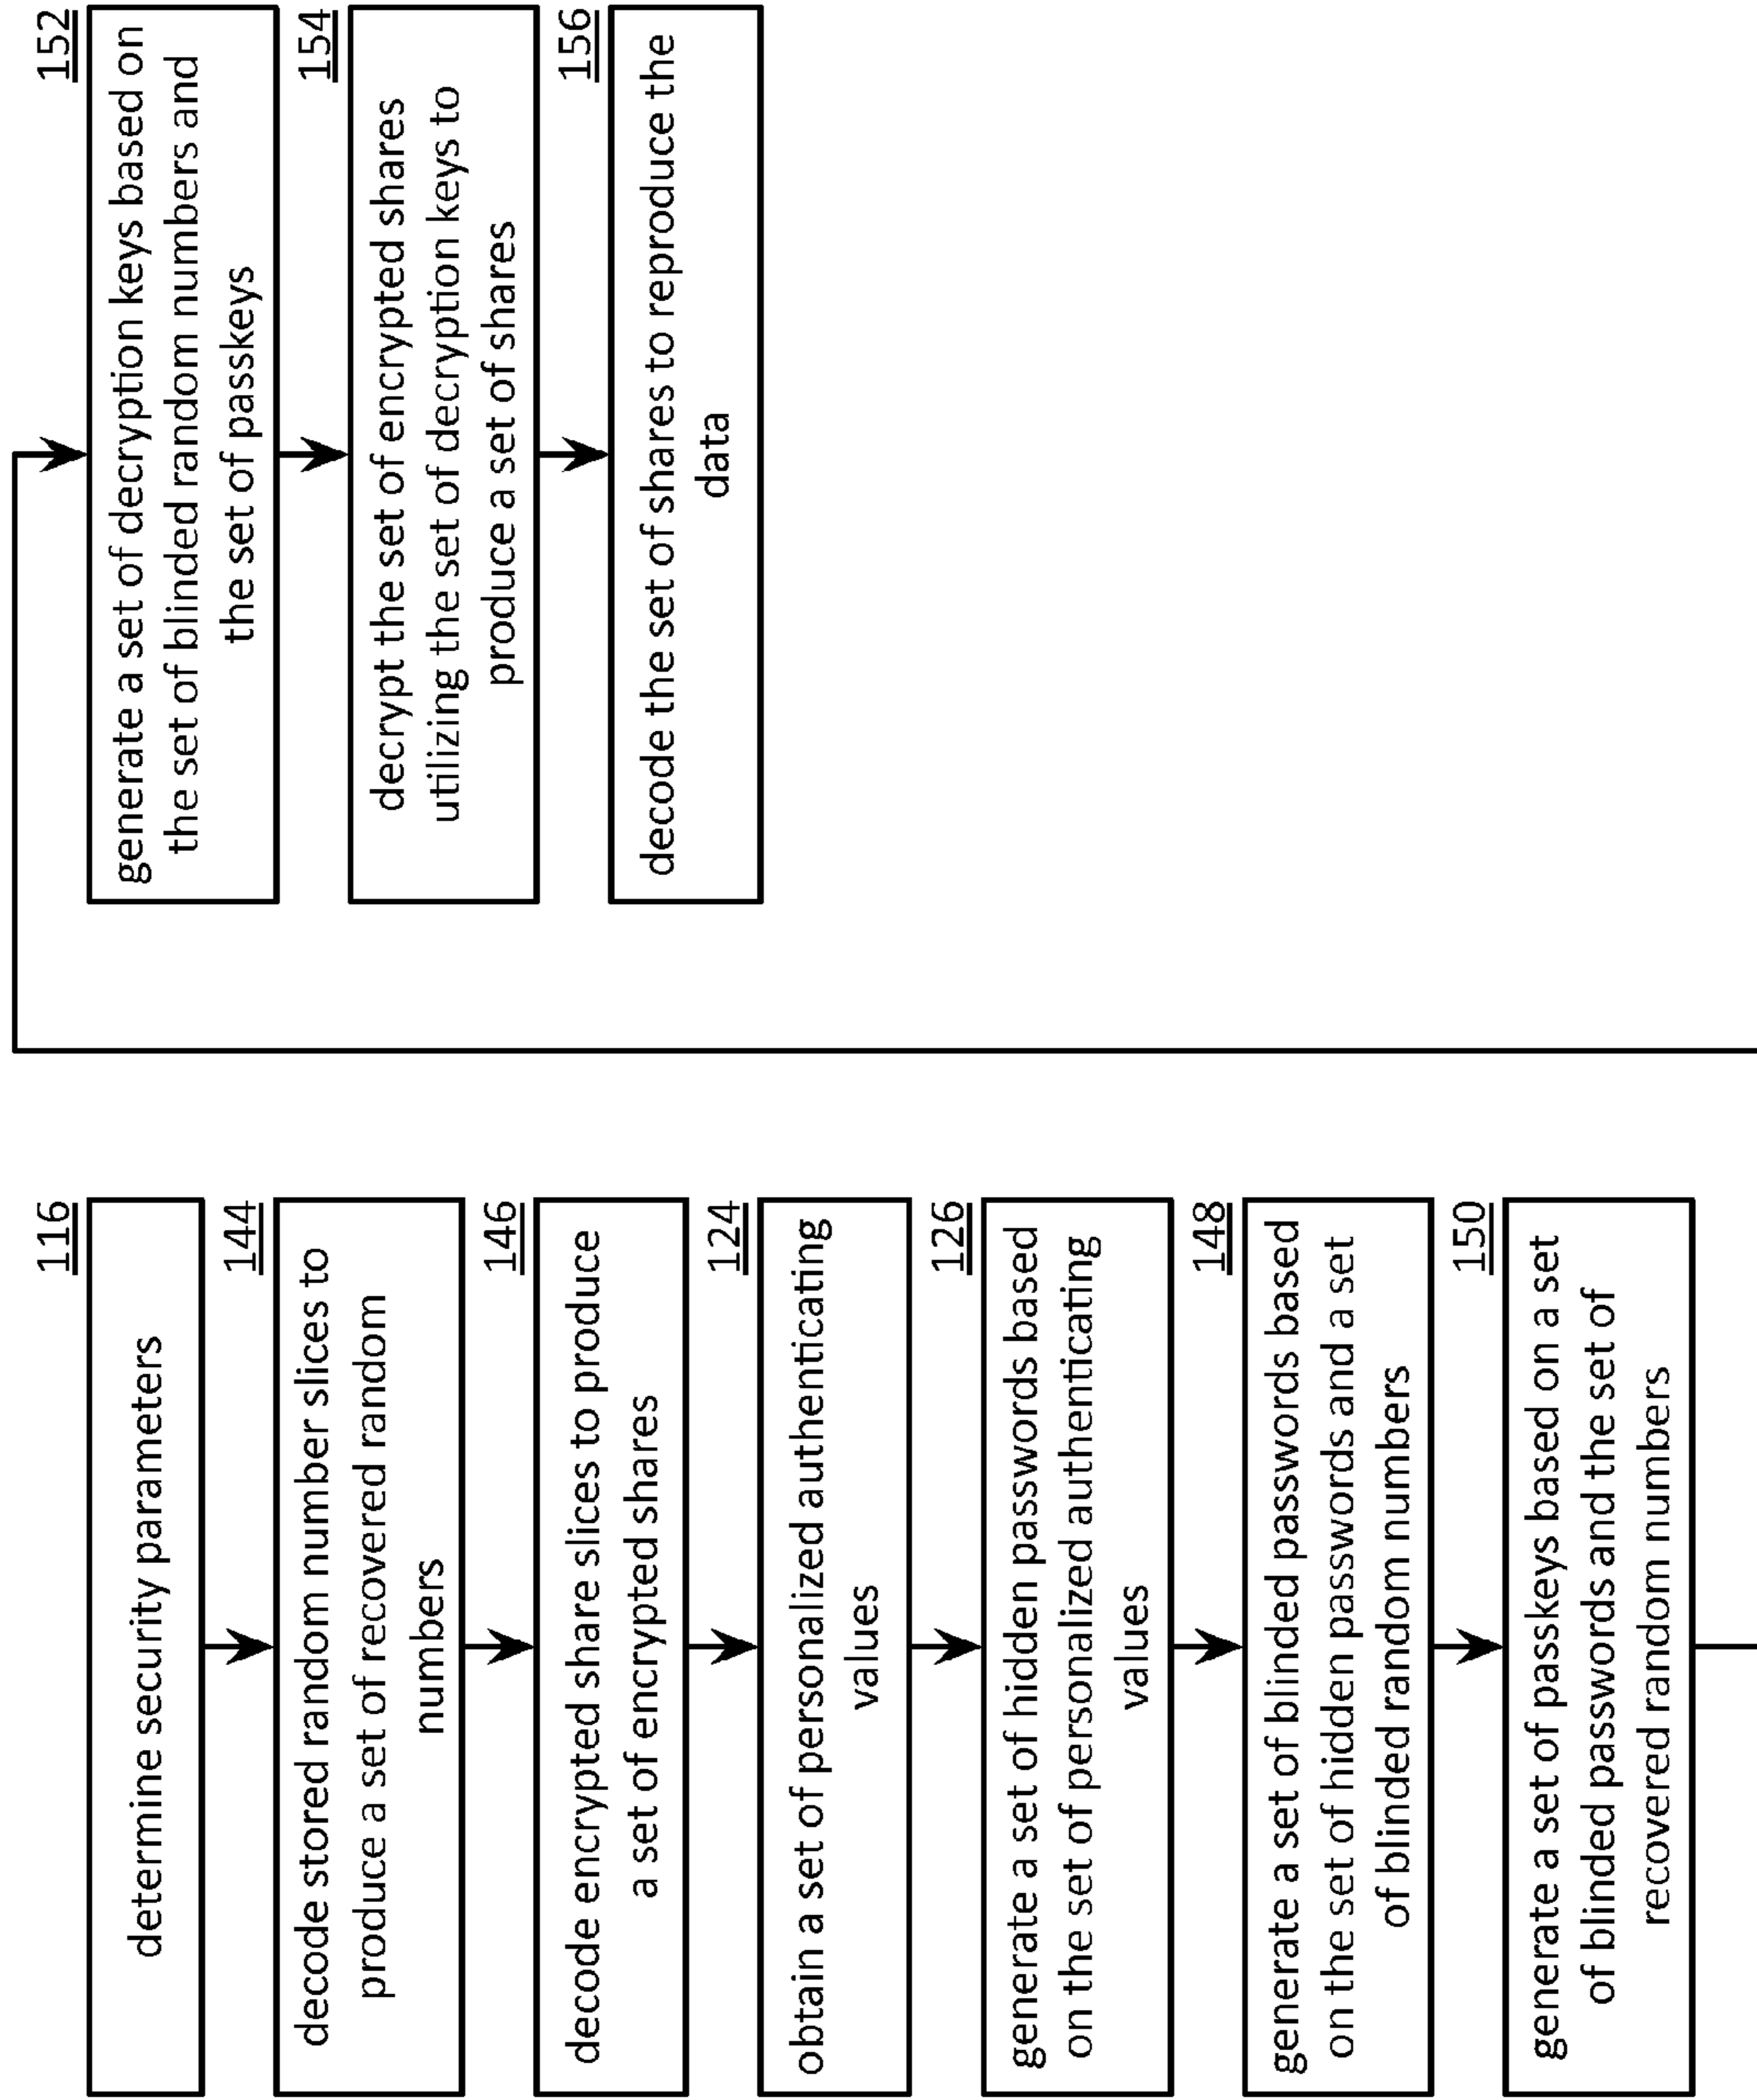 116
determine security parameters
144
decode stored random number slices to
produce a set of recovered random
numbers
146
decode encrypted share slices to produce
a set of encrypted shares
124
obtain a set of personalized authenticating
values
126
generate a set of hidden passwords based
on the set of personalized authenticating
values
148
generate a set of blinded passwords based
on the set of hidden passwords and a set
of blinded random numbers
150
generate a set of passkeys based on a set
of blinded passwords and the set of
recovered random numbers
152
generate a set of decryption keys based on
the set of blinded random numbers and
the set of passkeys
154
decrypt the set of encrypted shares
utilizing the set of decryption keys to
produce a set of shares
156
decode the set of shares to reproduce the
data